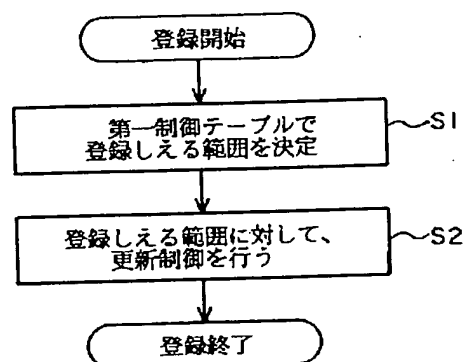 登録開始
第一制御テーブルで
登録しえる範囲を決定
S1
登録しえる範囲に対して、
更新制御を行う
S2
登録終了